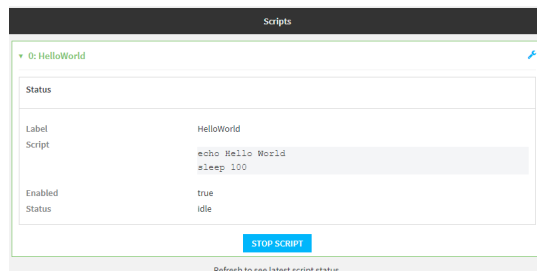 Scripts
0: HelloWorld
Status
Label HelloWorld
Script
echo Hello World
sleep 100
Enabled true
Status idle
STOP SCRIPT
Refresh to see latest script status